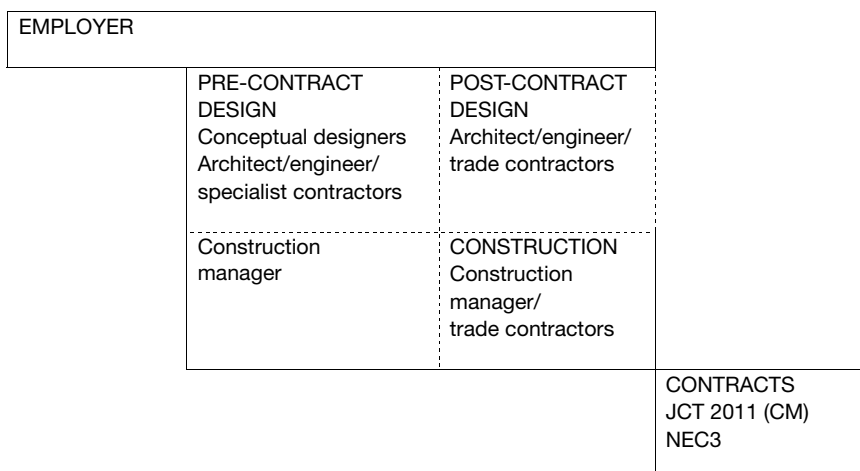 EMPLOYER
PRE-CONTRACT
DESIGN
Conceptual designers
Architect/engineer/
specialist contractors
POST-CONTRACT
DESIGN
Architect/engineer/
trade contractors
Construction
manager
CONSTRUCTION
Construction
manager/
trade contractors
CONTRACTS
JCT 2011 (CM)
NEC3